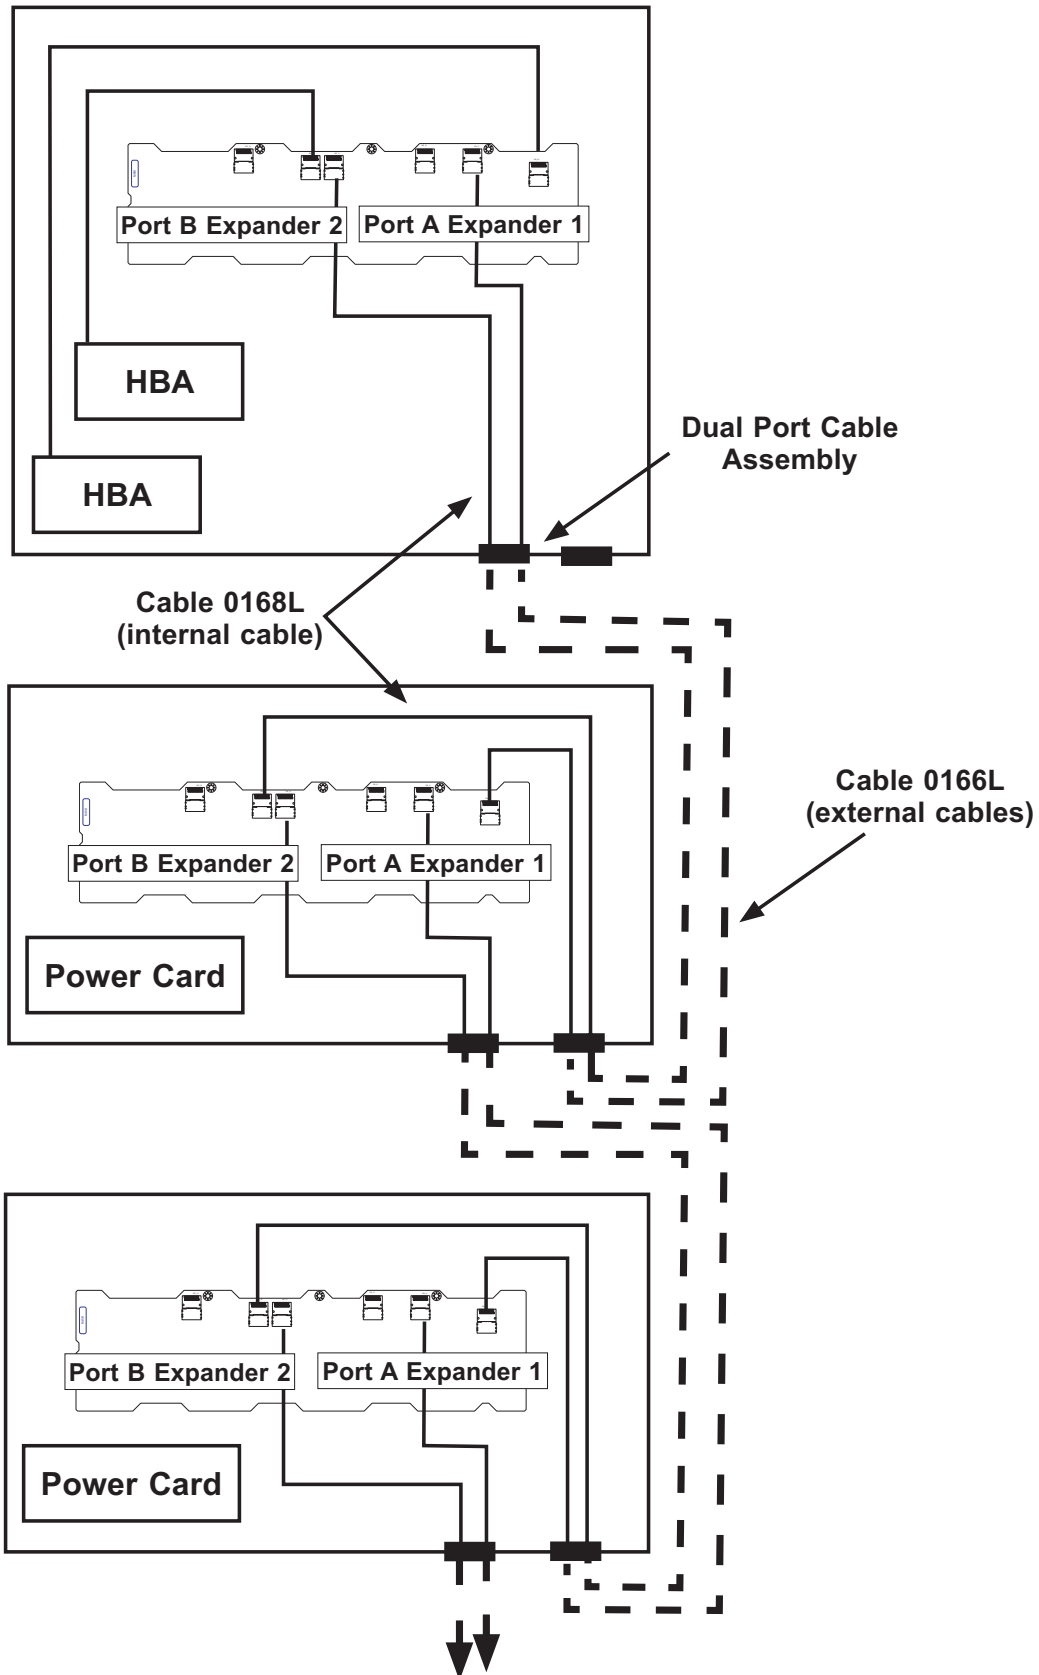 Port B Expander 2
Port A Expander 1
HBA
HBA
Dual Port Cable
Assembly
Cable 0168L
(internal cable)
Port B Expander 2
Port A Expander 1
Cable 0166L
(external cables)
Power Card
Port B Expander 2
Port A Expander 1
Power Card